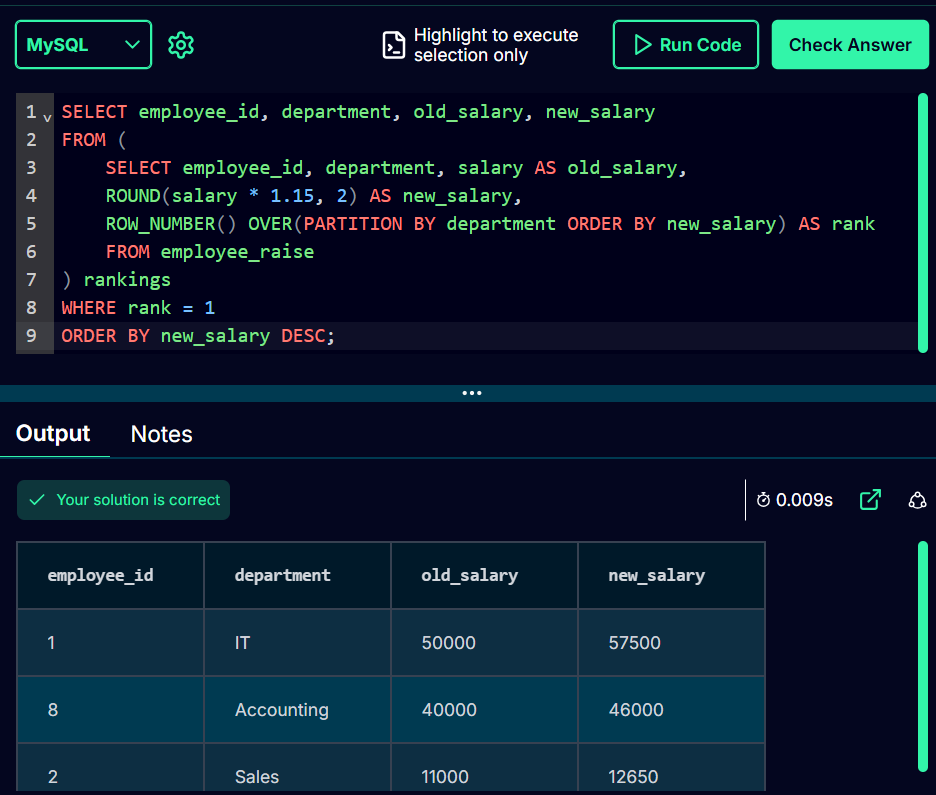 MySQL
Highlight to execute
selection only
Run Code
Check Answer
1 SELECT employee_id, department, old_salary, new_salary
2 FROM (
3     SELECT employee_id, department, salary AS old_salary,
4     ROUND(salary * 1.15, 2) AS new_salary,
5     ROW_NUMBER() OVER(PARTITION BY department ORDER BY new_salary) AS rank
6     FROM employee_raise
7 ) rankings
8 WHERE rank = 1
9 ORDER BY new_salary DESC;
Output Notes
Your solution is correct
0.009s
employee_id department old_salary new_salary
1 IT 50000 57500
8 Accounting 40000 46000
2 Sales 11000 12650